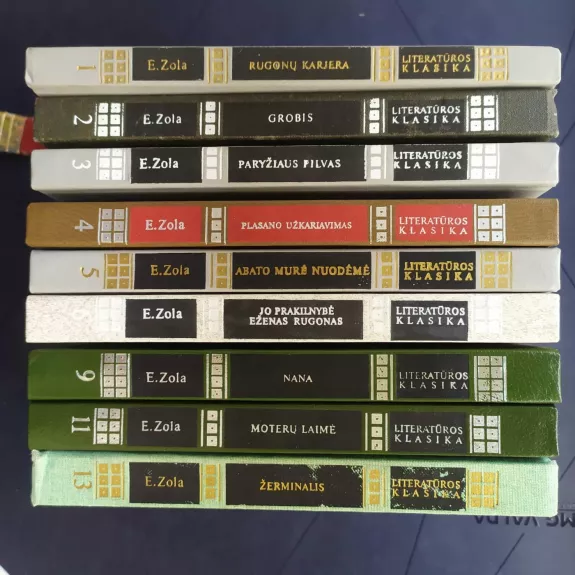 1 E.Zola RUGONŲ KARJERA LITERATŪROS
KLASIKA
2 E.Zola GROBIS LITERATŪROS
KLASIKA
3 E.Zola PARYŽIAUS PILVAS LITERATŪROS
KLASIKA
4 E.Zola PLASANO UŽKARIAVIMAS LITERATŪROS
KLASIKA
5 E.Zola ABATO MURĖ NUODĖMĖ LITERATŪROS
KLASIKA
E.Zola JO PRAKILNYBĖ
EŽENAS RUGONAS LITERATŪROS
KLASIKA
9 E.Zola NANA LITERATŪROS
KLASIKA
11 E.Zola MOTERŲ LAIMĖ LITERATŪROS
KLASIKA
13 E.Zola ŽERMINALIS LITERATŪROS
KLASIKA